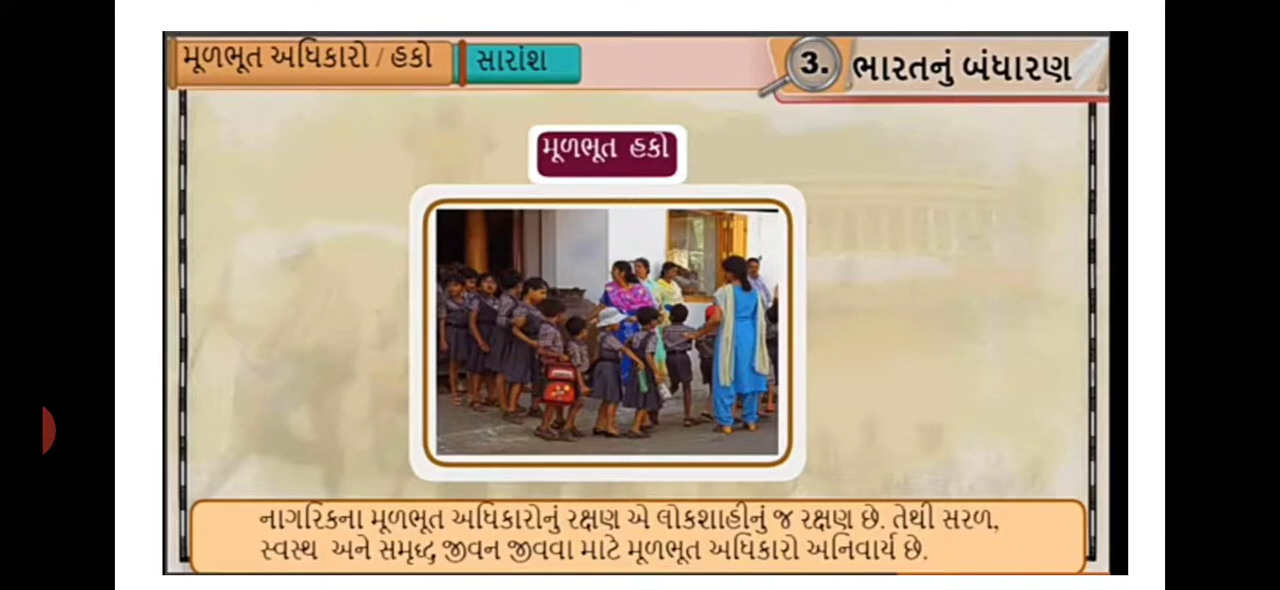 મૂળભૂત અધિકારો / હકો
સારાંશ
3. ભારતનું બંધારણ
મૂળભૂત હકો
નાગરિકના મૂળભૂત અધિકારોનું રક્ષણ એ લોકશાહીનું જ રક્ષણ છે. તેથી સરળ,
સ્વસ્થ અને સમૃધ્દ્ર જીવન જીવવા માટે મૂળભૂત અધિકારો અનિવાર્ય છે.